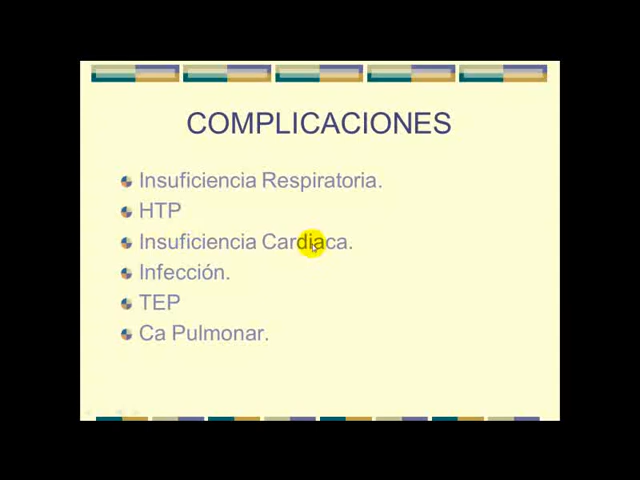 COMPLICACIONES
Insuficiencia Respiratoria.
HTP
Insuficiencia Cardiaca.
Infección.
TEP
Ca Pulmonar.